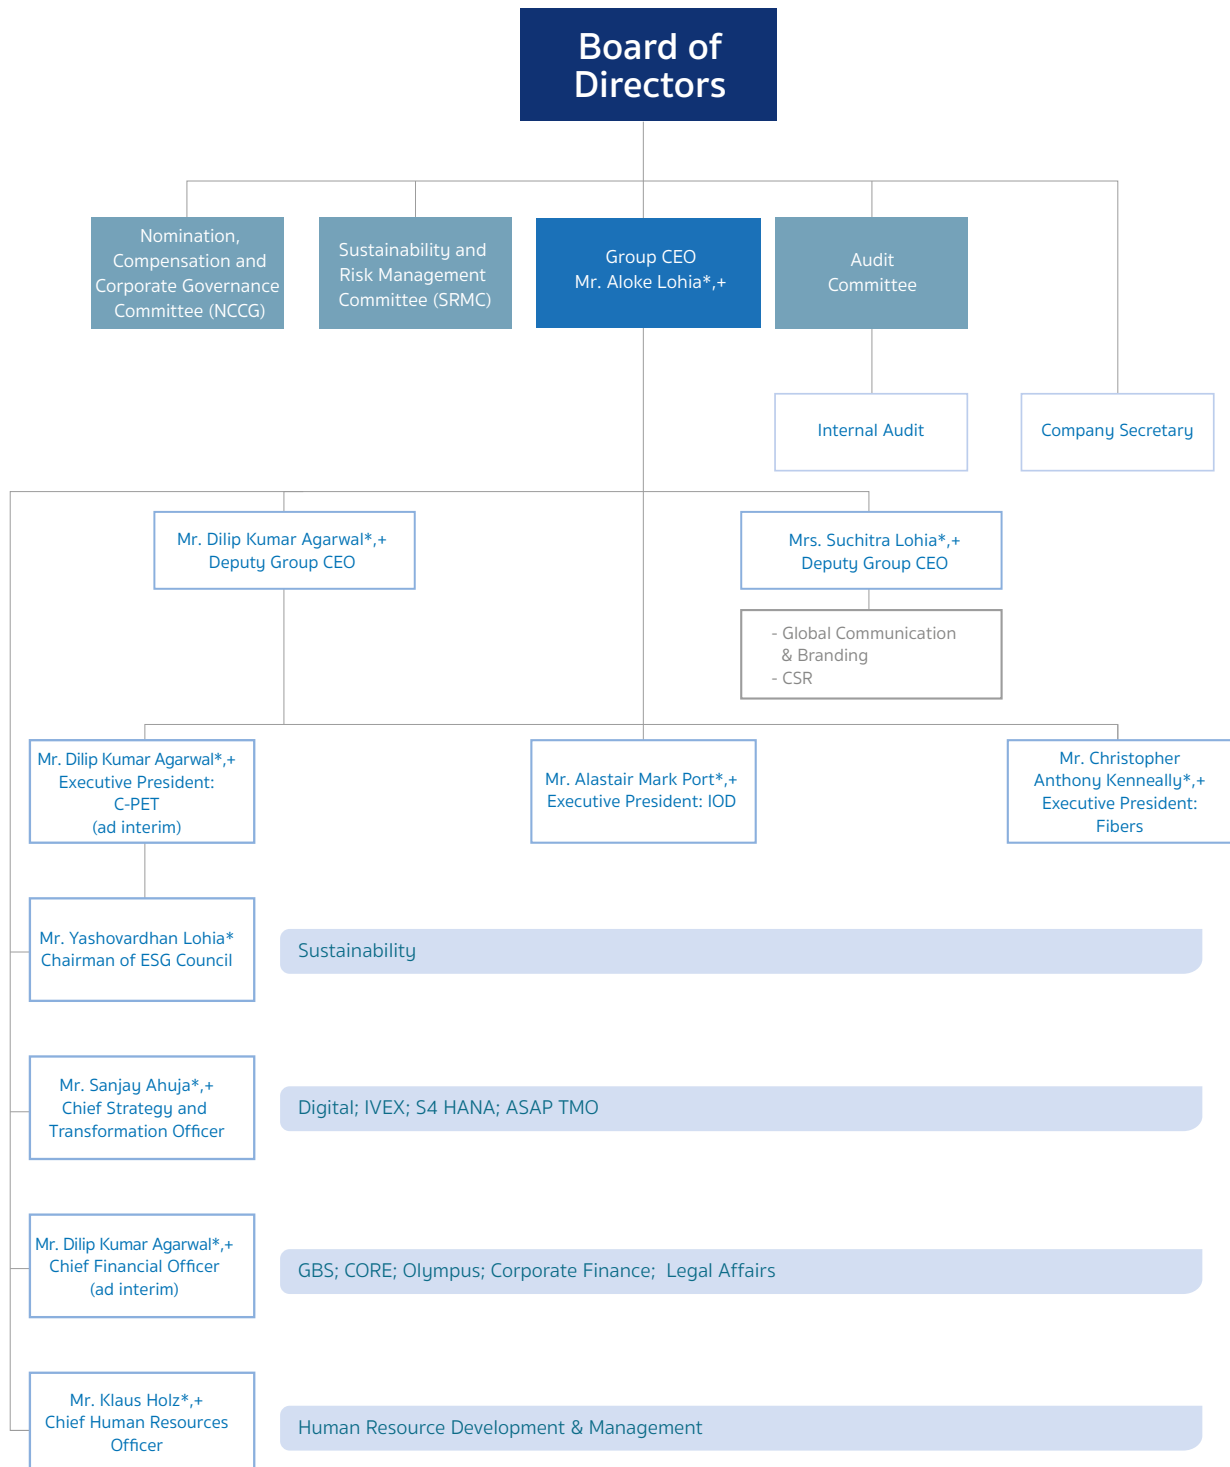 Board of
Directors
Nomination,
Compensation and
Corporate Governance
Committee (NCCG)
Sustainability and
Risk Management
Committee (SRMC)
Group CEO
Mr. Aloke Lohia*,+
Audit
Committee
Internal Audit
Company Secretary
Mr. Dilip Kumar Agarwal*,+
Deputy Group CEO
Mrs. Suchitra Lohia*,+
Deputy Group CEO
- Global Communication
& Branding
- CSR
Mr. Dilip Kumar Agarwal*,+
Executive President:
C-PET
(ad interim)
Mr. Alastair Mark Port*,+
Executive President: IOD
Mr. Christopher
Anthony Kenneally*,+
Executive President:
Fibers
Mr. Yashovardhan Lohia*
Chairman of ESG Council
Sustainability
Mr. Sanjay Ahuja*,+
Chief Strategy and
Transformation Officer
Digital; IVEX; S4 HANA; ASAP TMO
Mr. Dilip Kumar Agarwal*,+
Chief Financial Officer
(ad interim)
GBS; CORE; Olympus; Corporate Finance;  Legal Affairs
Mr. Klaus Holz*,+
Chief Human Resources
Officer
Human Resource Development & Management